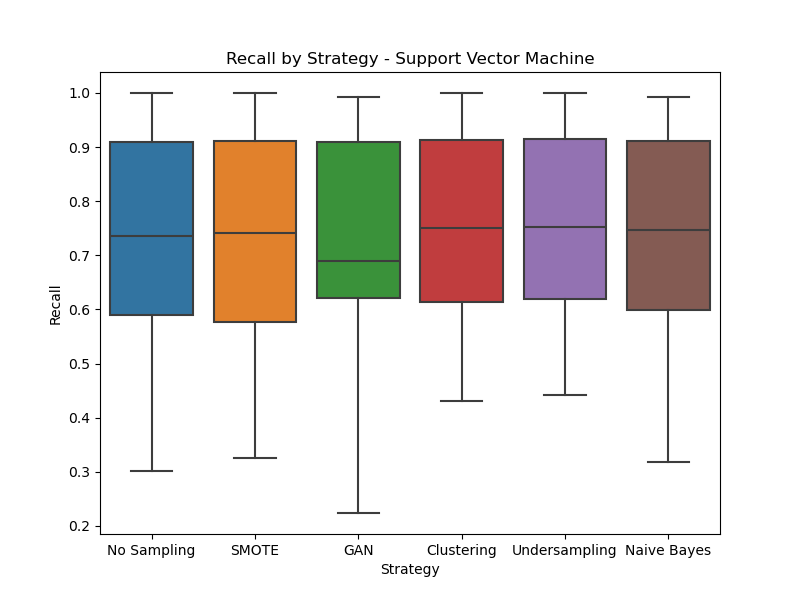 Recall by Strategy - Support Vector Machine
1.0
0.9
0.8
0.7
0.6
0.5
0.4
0.3
0.2
Recall
No Sampling SMOTE GAN Clustering Undersampling Naive Bayes
Strategy